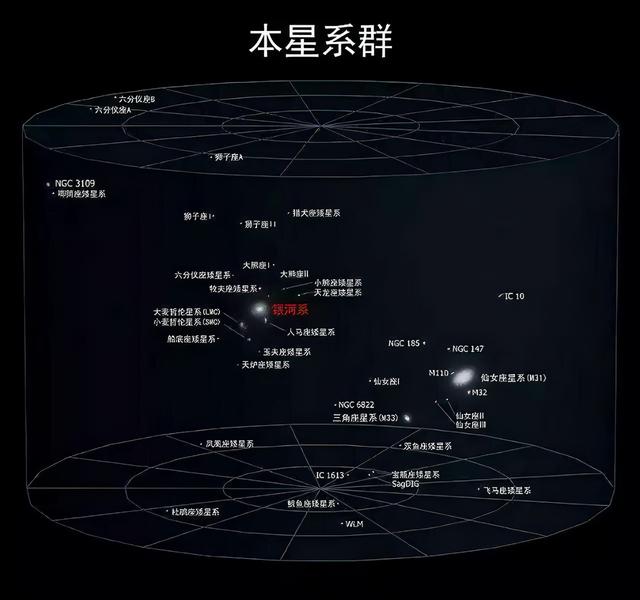 本星系群
六分仪座B
六分仪座A
狮子座A
NGC 3109
唧筒座矮星系
狮子座I
猎犬座矮星系
狮子座II
大熊座I
大熊座II
六分仪座矮星系
小熊座矮星系
牧夫座矮星系
天龙座矮星系
IC 10
银河系
大麦哲伦星系(LMC)
小麦哲伦星系(SMC)
人马座矮星系
船底座矮星系
NGC 185
NGC 147
玉夫座矮星系
天炉座矮星系
M110
仙女座星系(M31)
仙女座I
M32
NGC 6822
三角座星系(M33)
仙女座II
仙女座III
凤凰座矮星系
双鱼座矮星系
IC 1613
宝瓶座矮星系
SagDIG
飞马座矮星系
鲸鱼座矮星系
杜鹃座矮星系
WLM